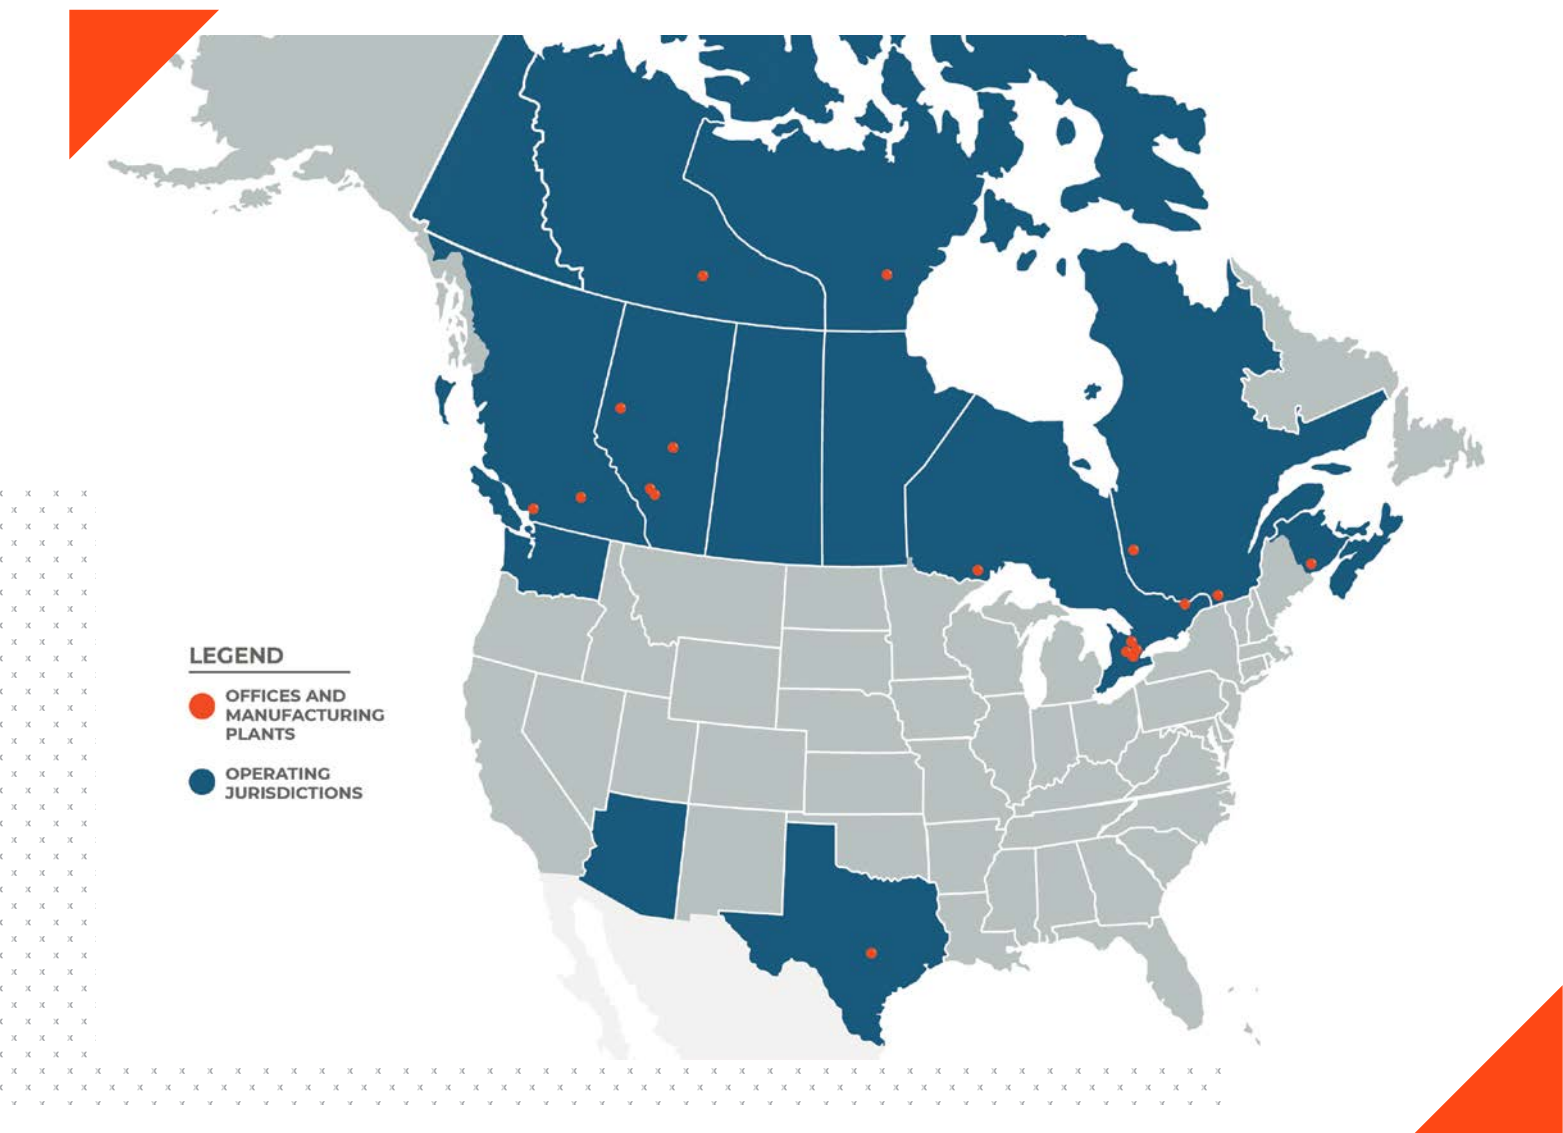 LEGEND
OFFICES AND
MANUFACTURING
PLANTS
OPERATING
JURISDICTIONS